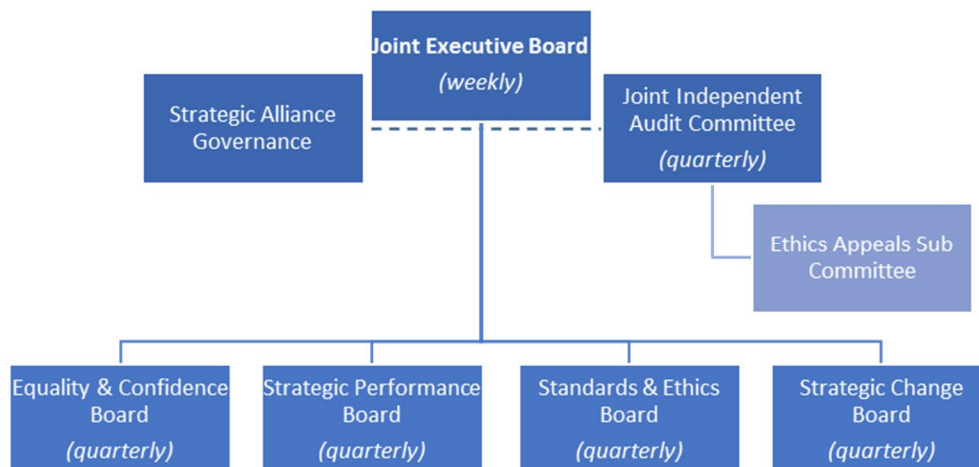 Joint Executive Board
(weekly)
Strategic Alliance
Governance
Joint Independent
Audit Committee
(quarterly)
Ethics Appeals Sub
Committee
Equality & Confidence
Board
(quarterly)
Strategic Performance
Board
(quarterly)
Standards & Ethics
Board
(quarterly)
Strategic Change
Board
(quarterly)